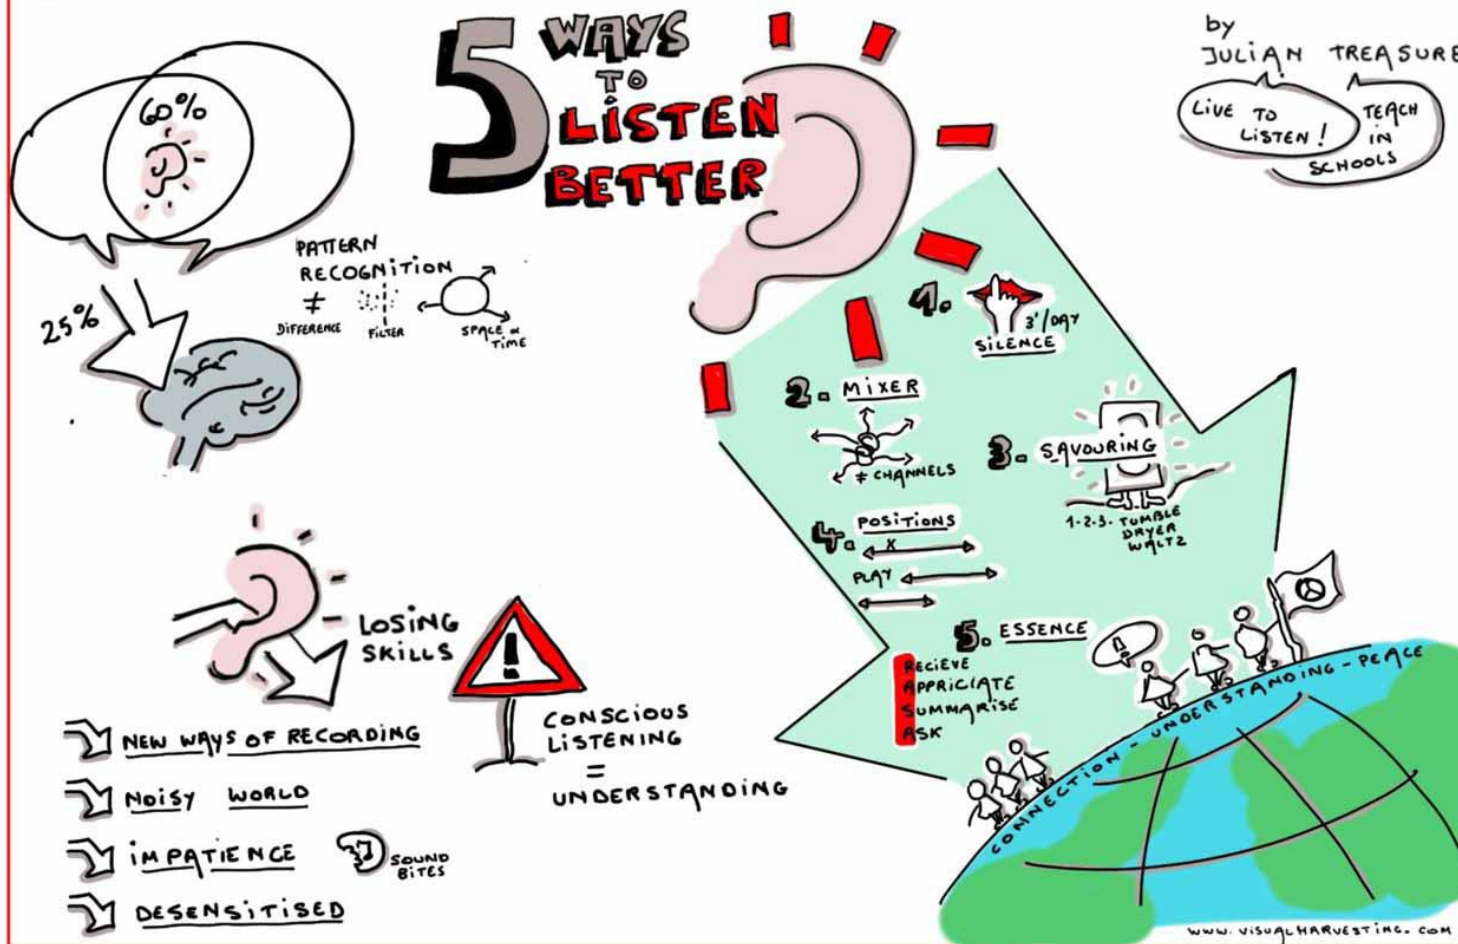 5 WAYS
TO
LISTEN
BETTER
by
JULIAN TREASURE
LIVE TO
LISTEN!
TEACH
IN
SCHOOLS
60%
25%
PATTERN
RECOGNITION
≠
DIFFERENCE
FILTER
SPACE &
TIME
1.
3'/DAY
SILENCE
2. MIXER
≠ CHANNELS
3. SAVOURING
1-2-3- TUMBLE
DRYER
WALTZ
4. POSITIONS
X
PLAY
5. ESSENCE
RECIEVE
APPRICIATE
SUMMARISE
ASK
LOSING
SKILLS
!
CONSCIOUS
LISTENING
=
UNDERSTANDING
NEW WAYS OF RECORDING
NOISY WORLD
IMPATIENCE
SOUND
BITES
DESENSITISED
!
CONNECTION - UNDERSTANDING - PEACE
WWW.VISUALHARVESTING.COM